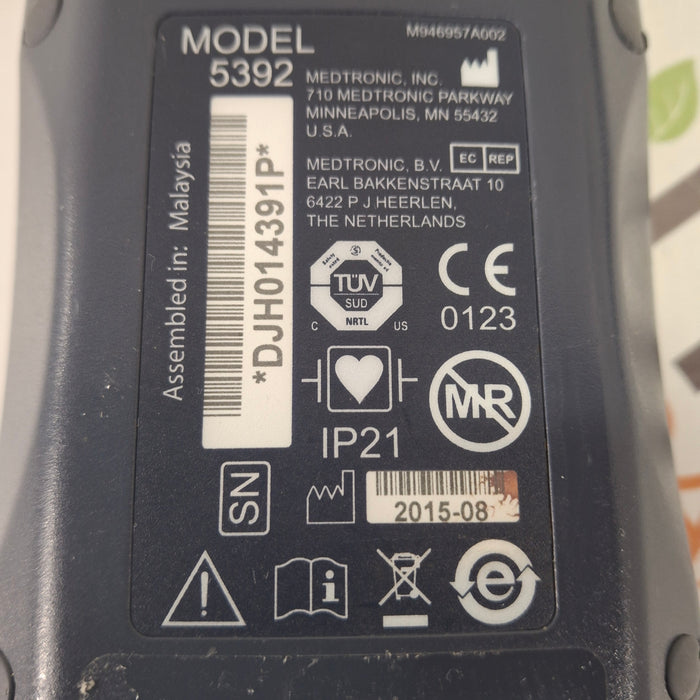 MODEL
5392
M946957A002
MEDTRONIC, INC.
710 MEDTRONIC PARKWAY
MINNEAPOLIS, MN 55432
U.S.A.
MEDTRONIC, B.V. EC REP
EARL BAKKENSTRAAT 10
6422 P J HEERLEN,
THE NETHERLANDS
Assembled in: Malaysia
*DJH014391P*
TÜV
SUD
C NRTL US
CE
0123
IP21
MR
SN
2015-08
i
e